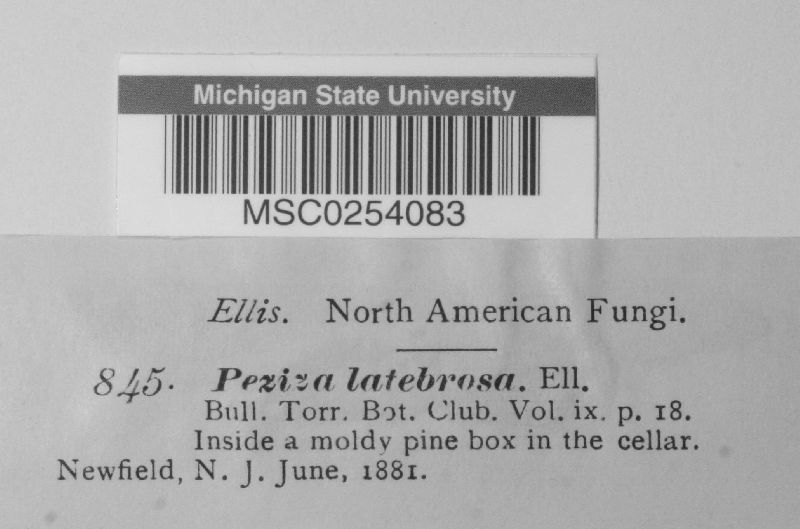 Michigan State University
MSC0254083
Ellis. North American Fungi.
845. Peziza latebrosa. Ell.
Bull. Torr. Bot. Club. Vol. ix. p. 18.
Inside a moldy pine box in the cellar.
Newfield, N. J. June, 1881.